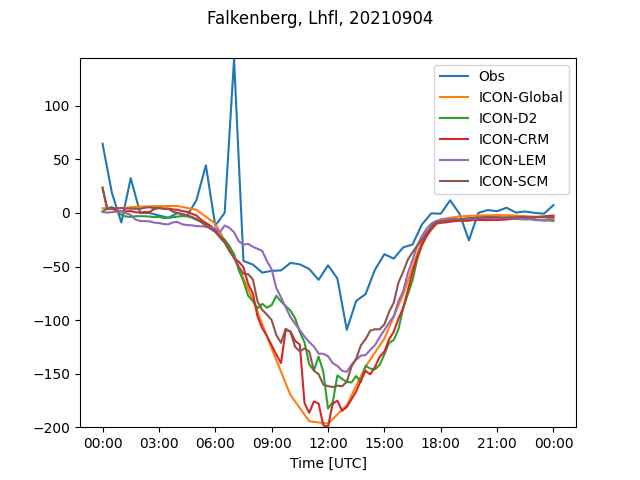 Falkenberg, Lhfl, 20210904
Obs
ICON-Global
ICON-D2
ICON-CRM
ICON-LEM
ICON-SCM
100
50
0
−50
−100
−150
−200
00:00 03:00 06:00 09:00 12:00 15:00 18:00 21:00 00:00
Time [UTC]